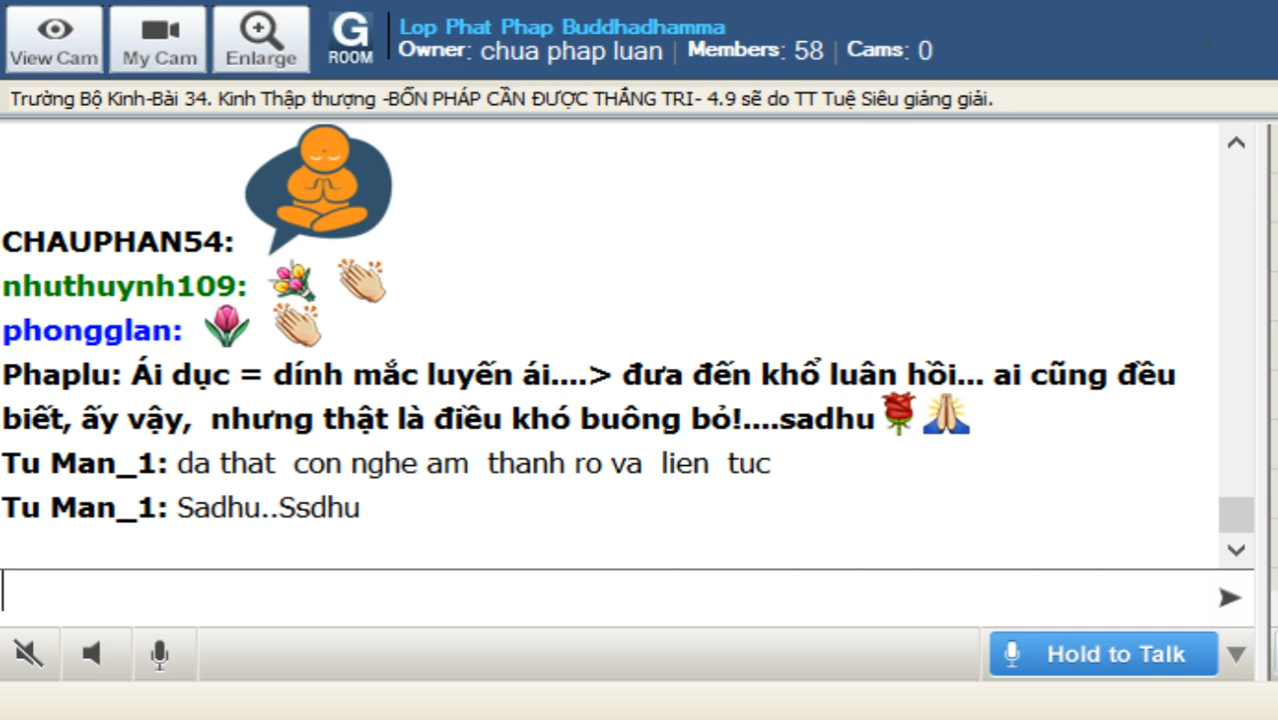 View Cam
My Cam
Enlarge
G
ROOM
Lop Phat Phap Buddhadhamma
Owner: chua phap luan | Members: 58 | Cams: 0
Trường Bộ Kinh-Bài 34. Kinh Thập thượng -BỐN PHÁP CẦN ĐƯỢC THẮNG TRI- 4.9 sẽ do TT Tuệ Siêu giảng giải.
CHAUPHAN54:
nhuthuynh109:
phongglan:
Phaplu: Ái dục = dính mắc luyến ái....> đưa đến khổ luân hồi... ai cũng đều
biết, ấy vậy, nhưng thật là điều khó buông bỏ!....sadhu
Tu Man_1: da that con nghe am thanh ro va lien tuc
Tu Man_1: Sadhu..Ssdhu
Hold to Talk